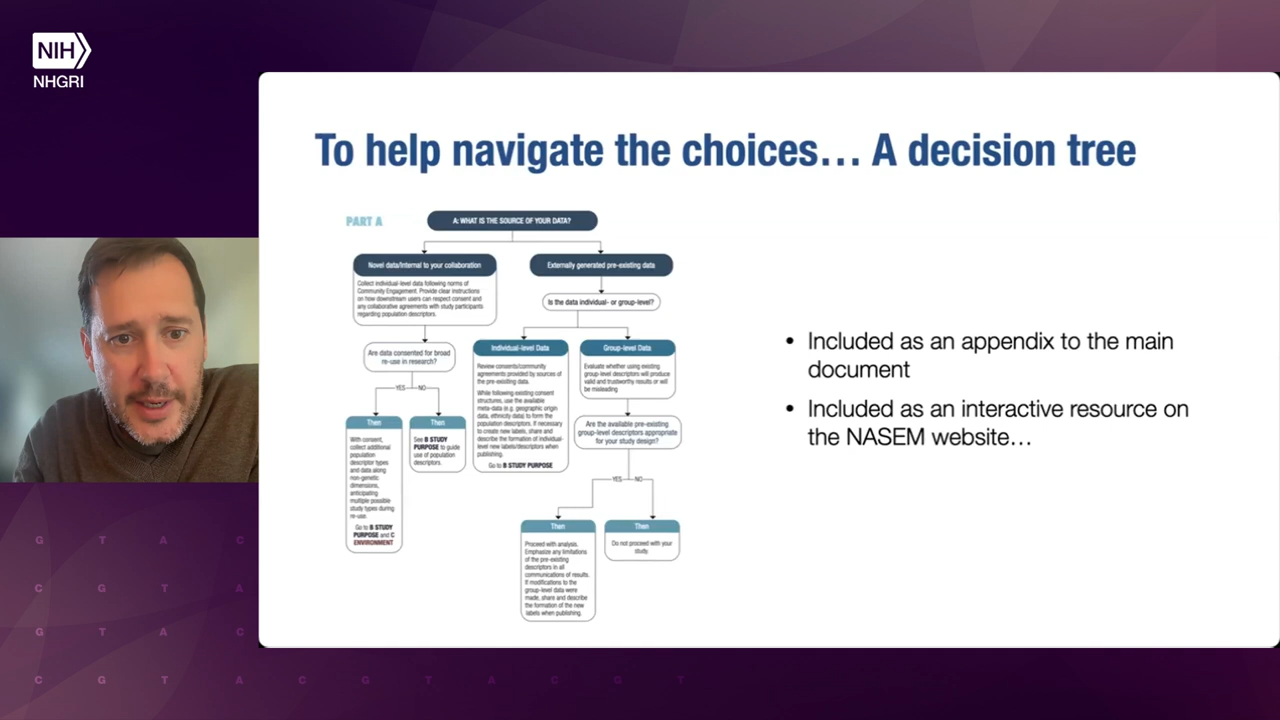 NIH
NHGRI
To help navigate the choices… A decision tree
PART A
A: WHAT IS THE SOURCE OF YOUR DATA?
Novel data/Internal to your collaboration
Collect individual-level data following norms of
Community Engagement. Provide clear instructions
on how downstream users can respect consent and
any collaborative agreements with study participants
regarding population descriptors.
Externally generated pre-existing data
Is the data individual- or group-level?
Are data consented for broad
re-use in research?
YES
NO
Then
With consent,
collect additional
population
descriptor types
and data along
non-genetic
dimensions,
anticipating
multiple possible
study types during
re-use.
Go to B STUDY
PURPOSE and C
ENVIRONMENT
Then
See B STUDY
PURPOSE to guide
use of population
descriptors.
Individual-level Data
Review consents/community
agreements provided by sources of
the pre-existing data.
While following existing consent
structures, use the available
meta-data (e.g. geographic origin
data, ethnicity data) to form the
population descriptors. If necessary
to create new labels, share and
describe the formation of individual-
level new labels/descriptors when
publishing.
Go to B STUDY PURPOSE
Group-level Data
Evaluate whether using existing
group-level descriptors will produce
valid and trustworthy results or will
be misleading
Are the available pre-existing
group-level descriptors appropriate
for your study design?
YES
NO
Then
Proceed with analysis.
Emphasize any limitations
of the pre-existing
descriptors in all
communications of results.
If modifications to the
group-level data were
made, share and describe
the formation of the new
labels when publishing.
Then
Do not proceed with your
study.
• Included as an appendix to the main
document
• Included as an interactive resource on
the NASEM website…
G T A C
C G T A
G T A C
C G T A C G T A C G T